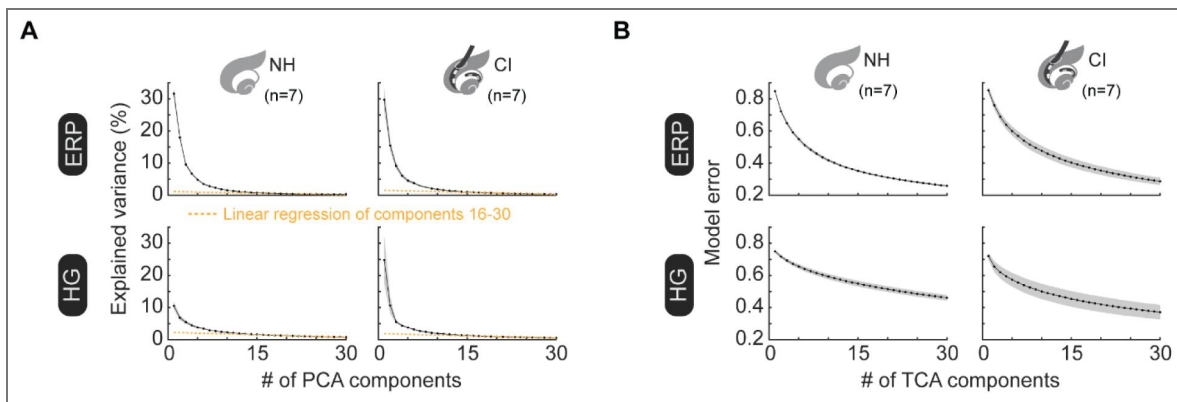 A
NH
(n=7)
CI
(n=7)
ERP
Explained variance (%)
30
20
10
0
Linear regression of components 16-30
HG
30
20
10
0
0
15
30
0
15
30
# of PCA components
B
NH
(n=7)
CI
(n=7)
ERP
Model error
0.8
0.6
0.4
0.2
HG
0.8
0.6
0.4
0.2
0
15
30
0
15
30
# of TCA components